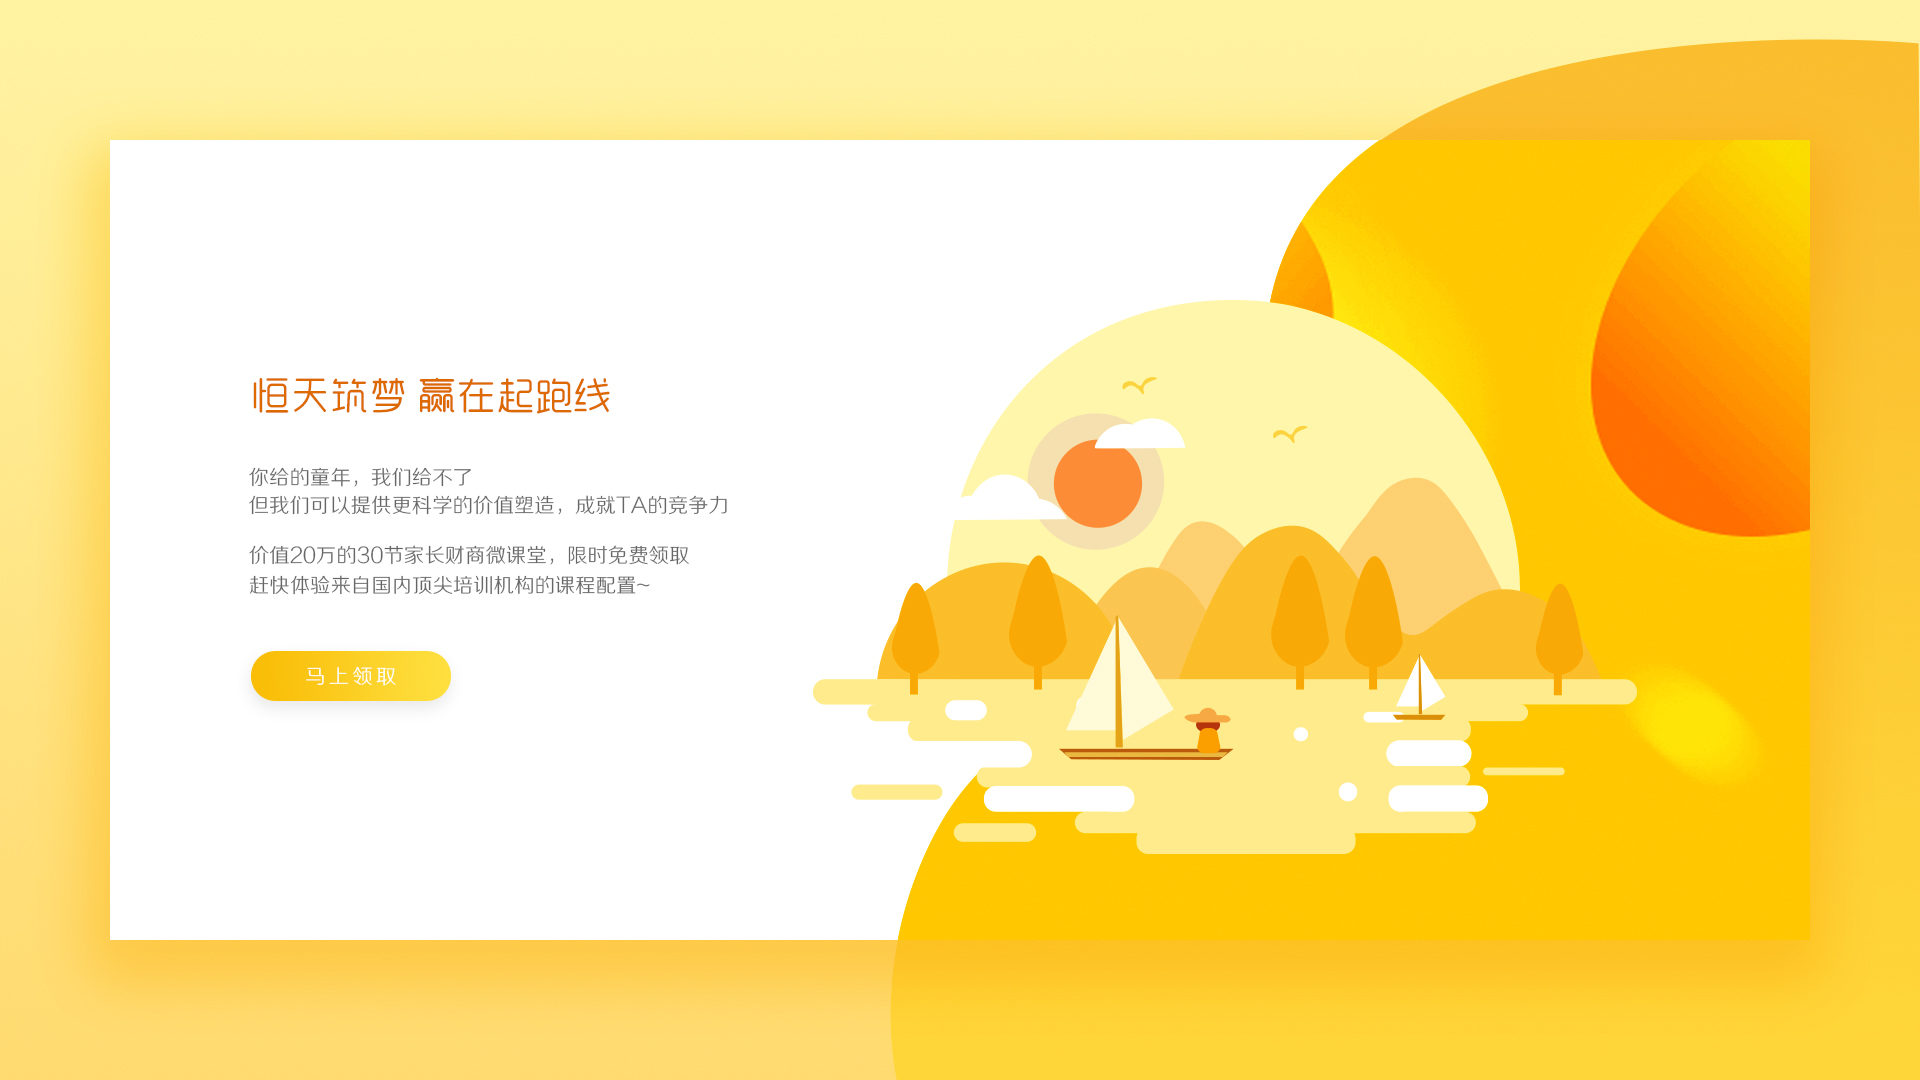 恒天筑梦 赢在起跑线
你给的童年，我们给不了
但我们可以提供更科学的价值塑造，成就TA的竞争力
价值20万的30节家长财商微课堂，限时免费领取
赶快体验来自国内顶尖培训机构的课程配置~
马上领取